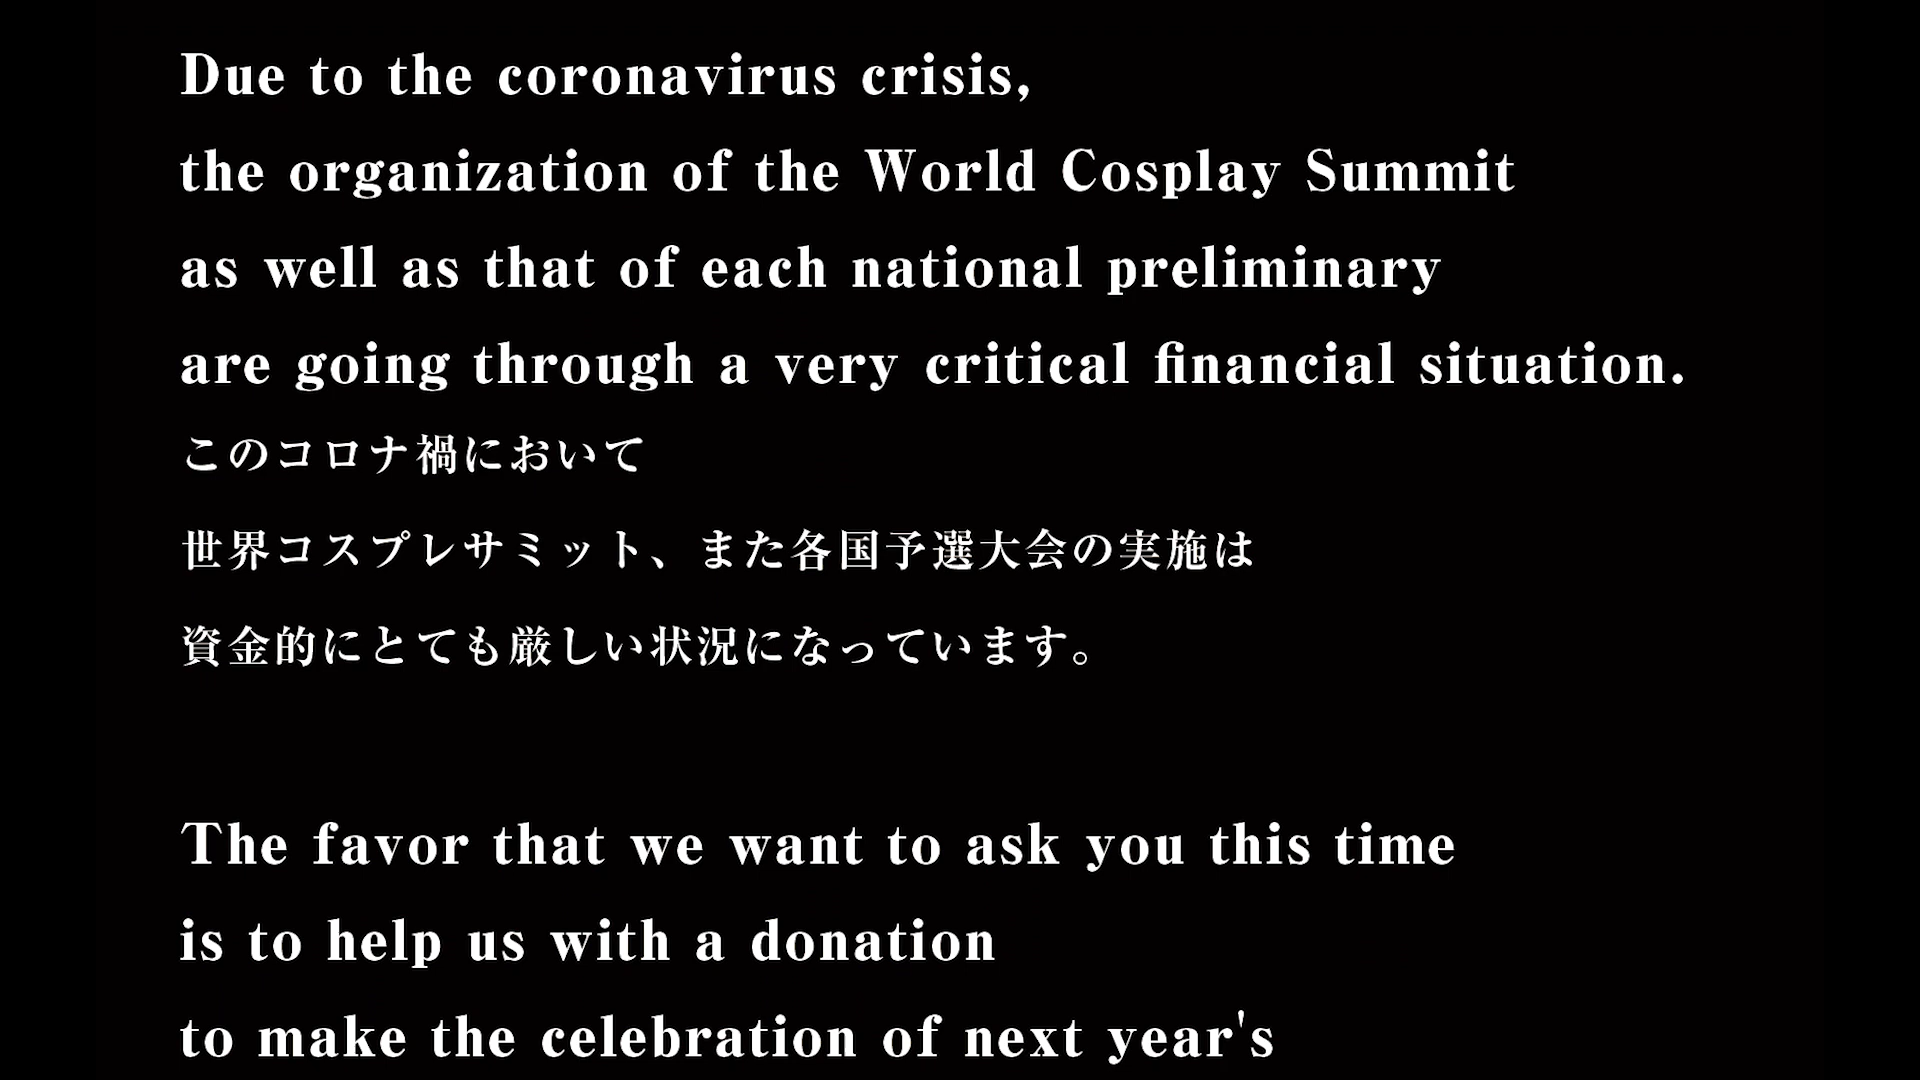 Due to the coronavirus crisis,
the organization of the World Cosplay Summit
as well as that of each national preliminary
are going through a very critical financial situation.
このコロナ禍において
世界コスプレサミット、また各国予選大会の実施は
資金的にとても厳しい状況になっています。
The favor that we want to ask you this time
is to help us with a donation
to make the celebration of next year's